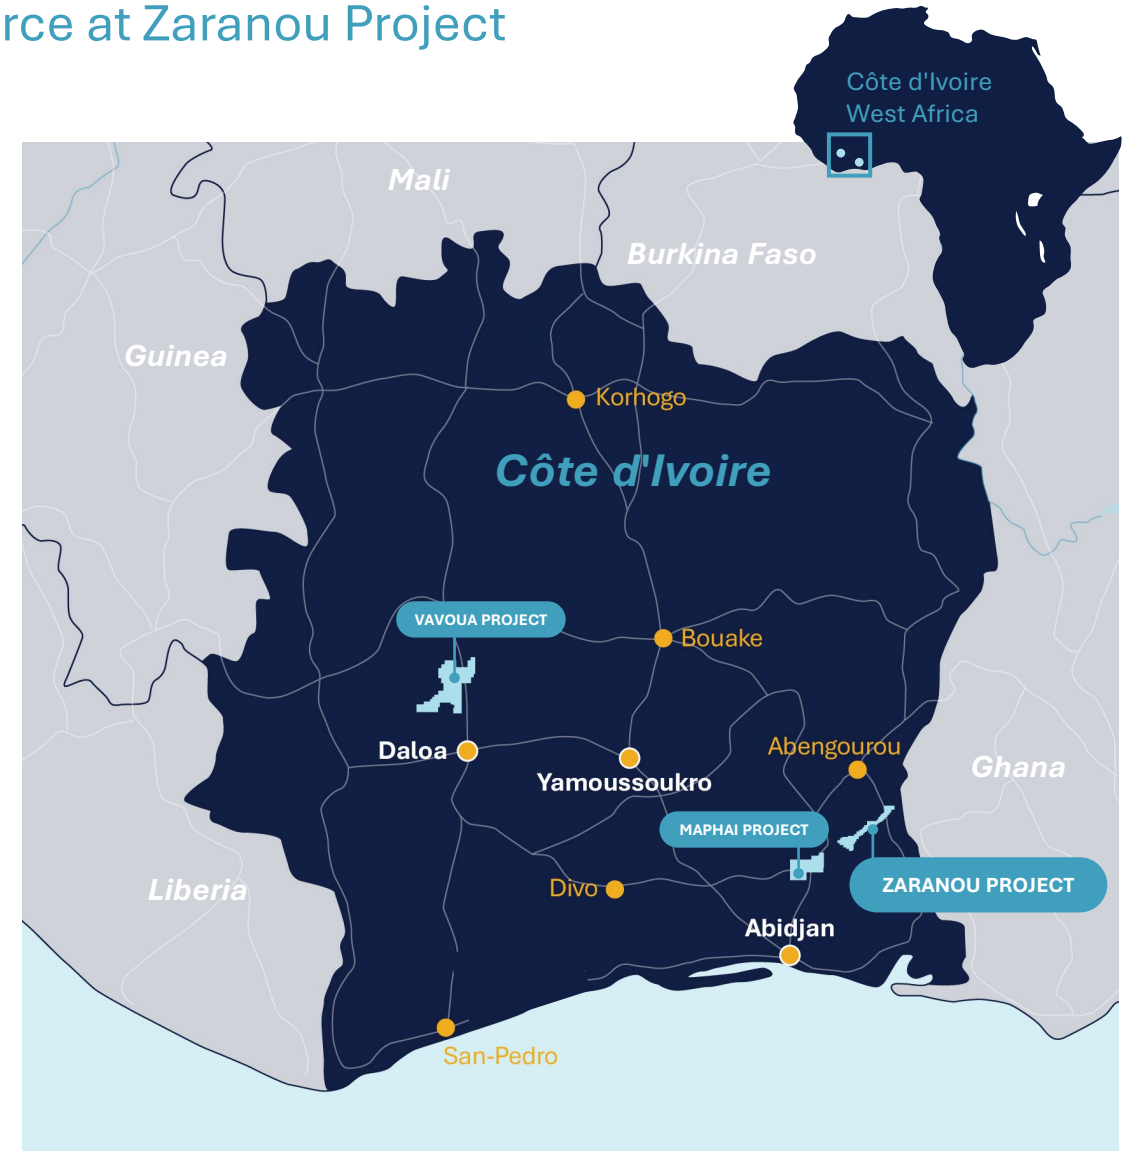 rce at Zaranou Project
Côte d'Ivoire
West Africa
Mali
Burkina Faso
Guinea
Korhogo
Côte d'Ivoire
VAVOUA PROJECT
Bouake
Daloa
Yamoussoukro
Abengourou
Ghana
MAPHAI PROJECT
Divo
ZARANOU PROJECT
Liberia
Abidjan
San-Pedro